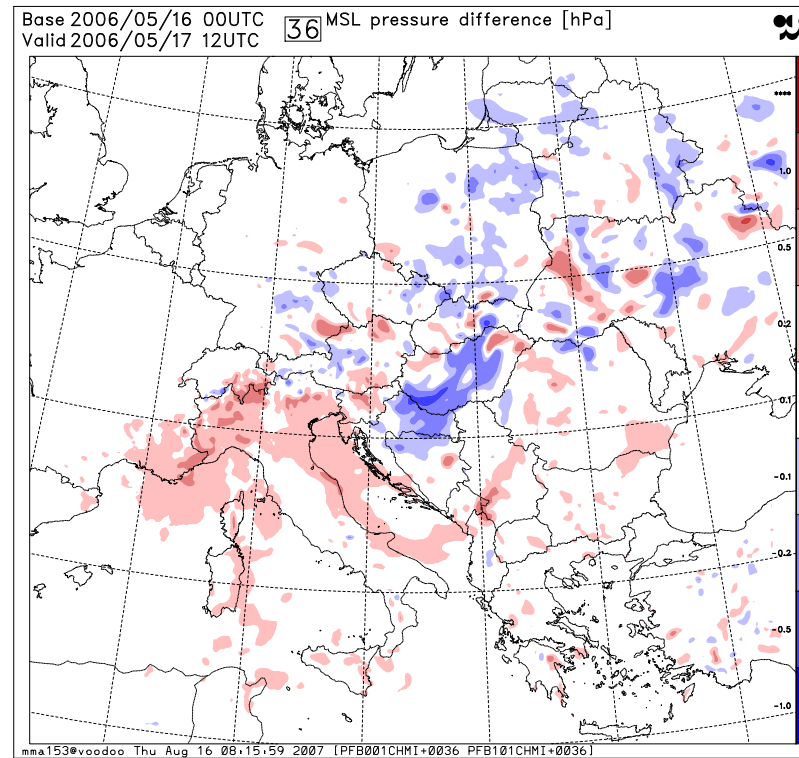 Base 2006/05/16 00UTC
Valid 2006/05/17 12UTC
36 MSL pressure difference [hPa]
****
1.0
0.5
0.2
0.1
-0.1
-0.2
-0.5
-1.0
mma153@voodoo Thu Aug 16 08:15:59 2007 [PFB001CHMI+0036 PFB101CHMI+0036]